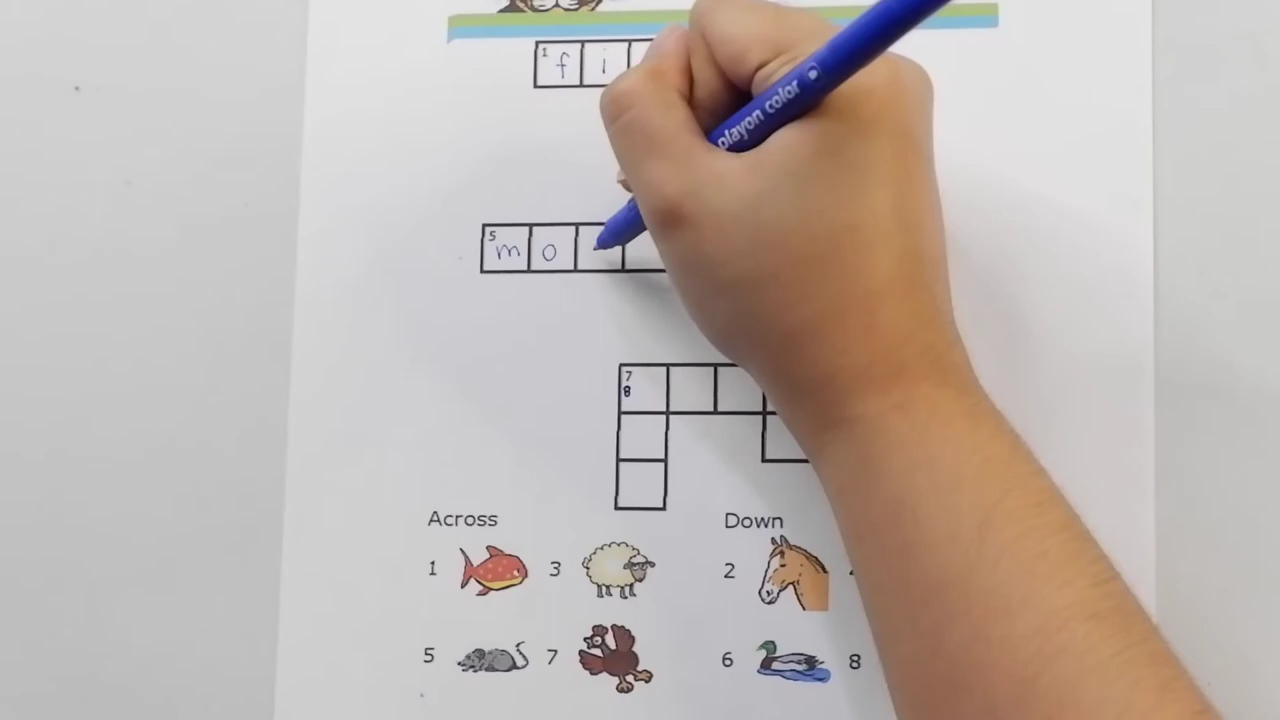 1 f i
playon color
5 m o
7
8
Across Down
1 3 2
5 7 6 8